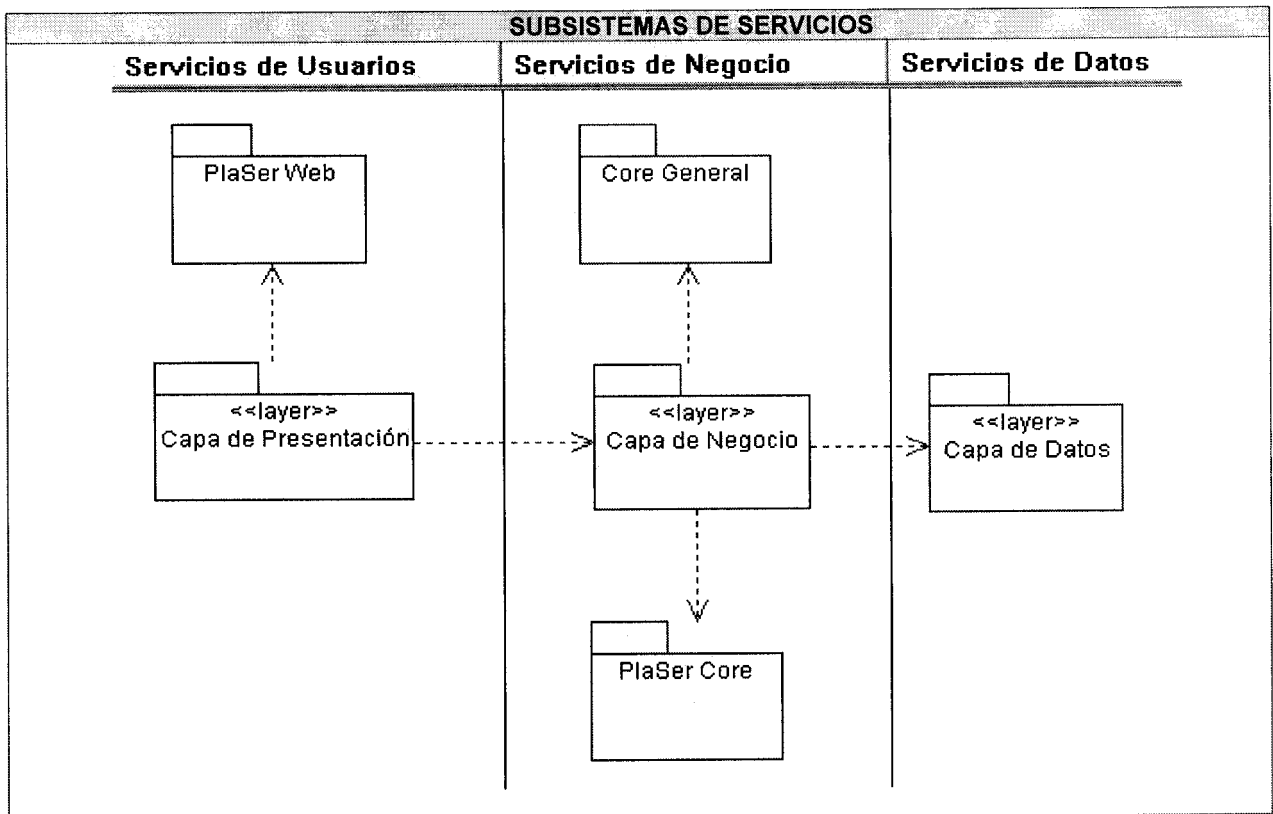 SUBSISTEMAS DE SERVICIOS
Servicios de Usuarios
Servicios de Negocio
Servicios de Datos
PlaSer Web
Core General
<<layer>>
Capa de Presentación
<<layer>>
Capa de Negocio
<<layer>>
Capa de Datos
PlaSer Core